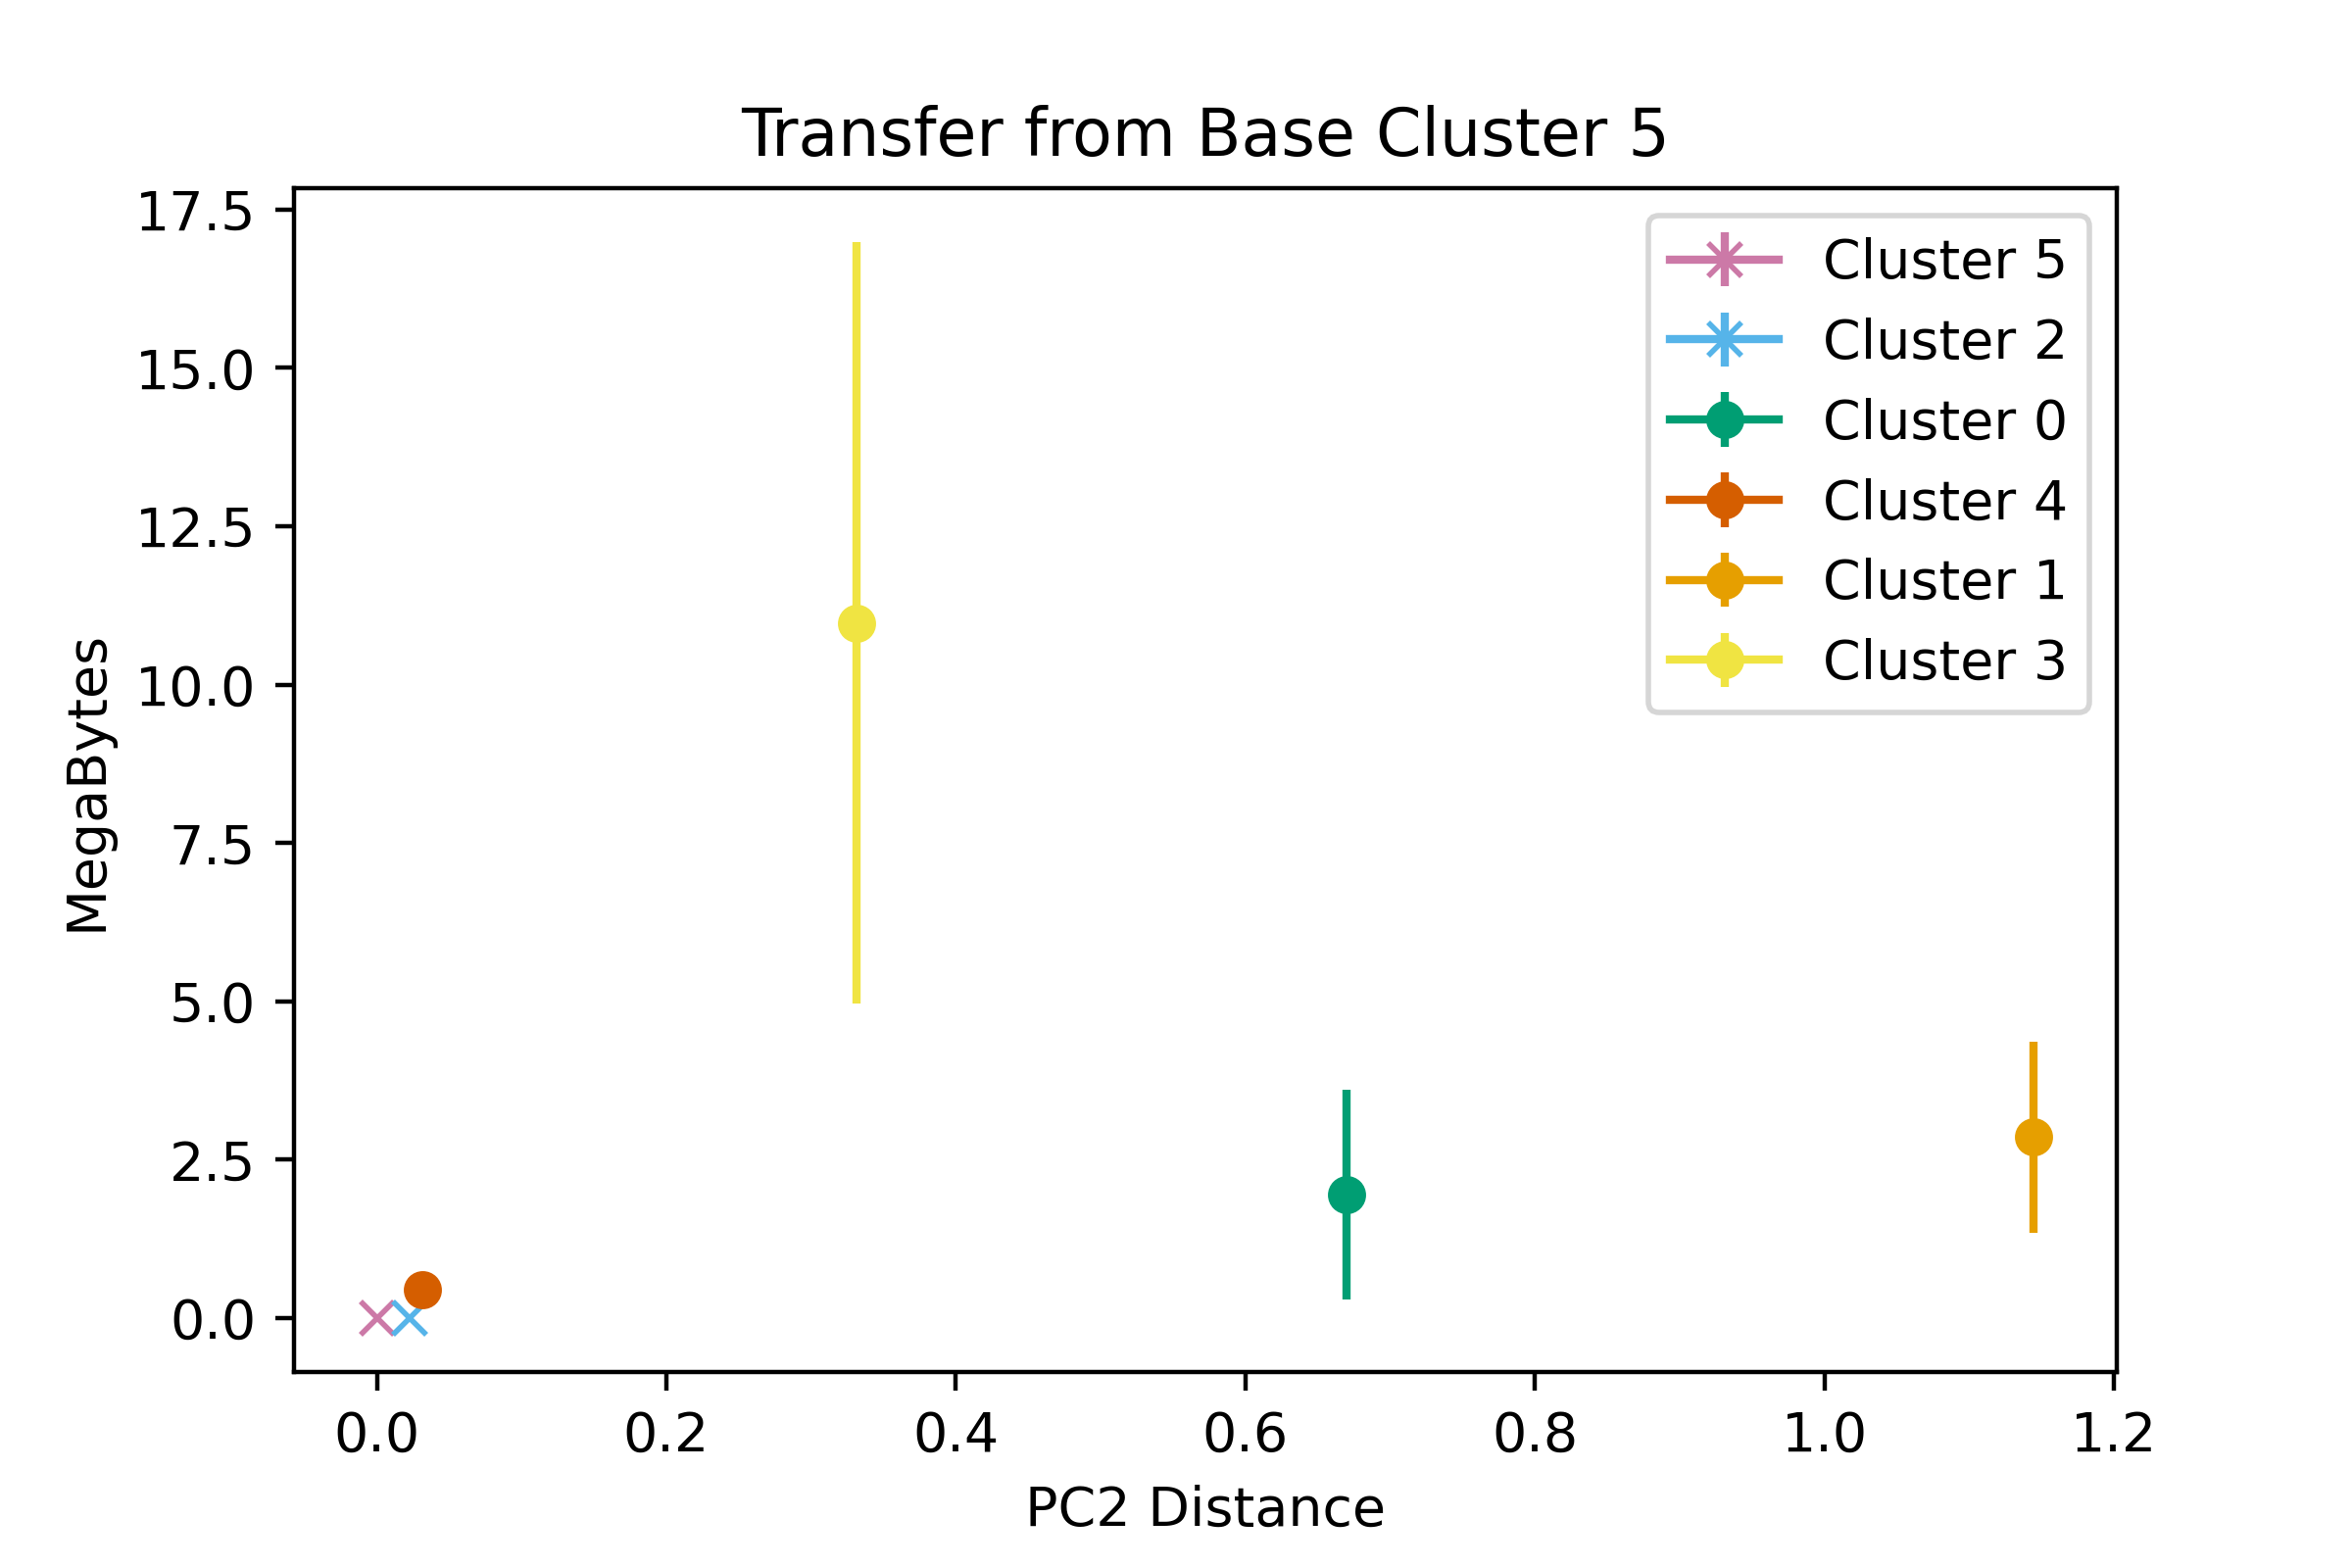 Transfer from Base Cluster 5
17.5
15.0
12.5
10.0
7.5
5.0
2.5
0.0
MegaBytes
Cluster 5
Cluster 2
Cluster 0
Cluster 4
Cluster 1
Cluster 3
0.0 0.2 0.4 0.6 0.8 1.0 1.2
PC2 Distance